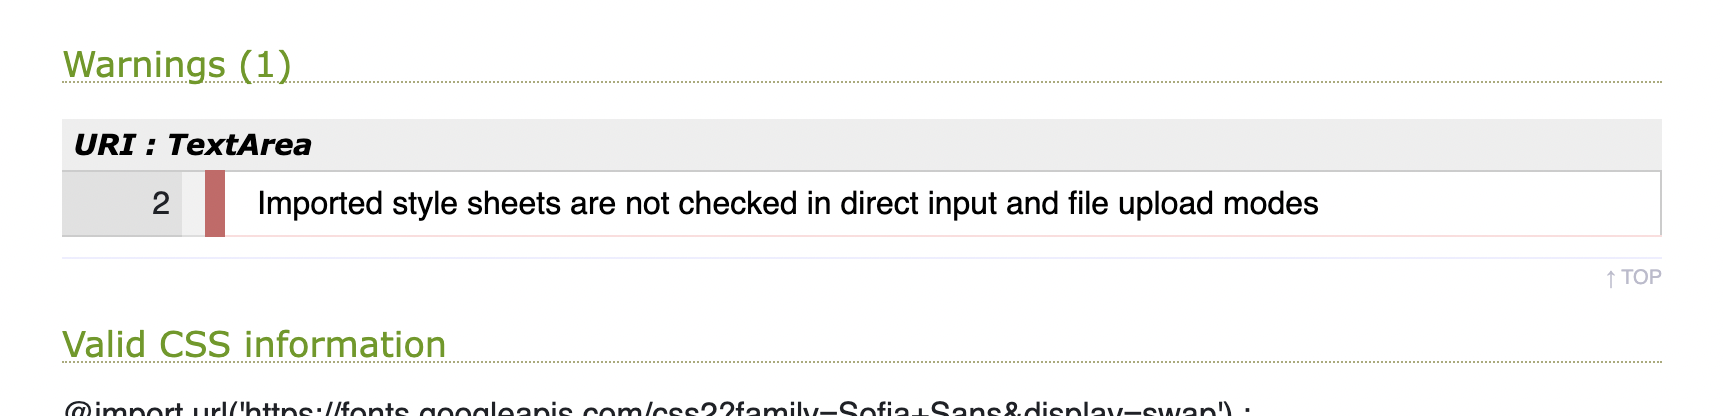 Warnings (1)
URI : TextArea
2 Imported style sheets are not checked in direct input and file upload modes
↑ TOP
Valid CSS information
@import url('https://fonts.googleapis.com/css2?family=Sofia+Sans&display=swap') ;